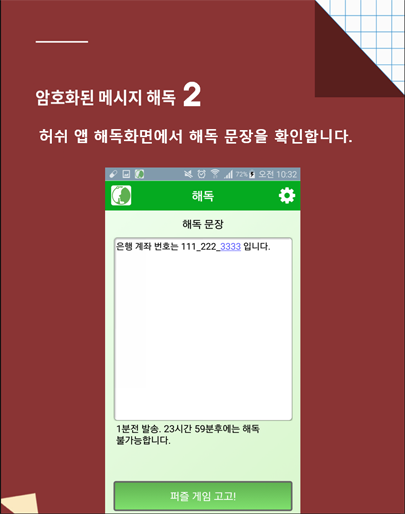 암호화된 메시지 해독 2
허쉬 앱 해독화면에서 해독 문장을 확인합니다.
72% 오전 10:32
해독
해독 문장
은행 계좌 번호는 111_222_3333 입니다.
1분전 발송. 23시간 59분후에는 해독
불가능합니다.
퍼즐 게임 고고!